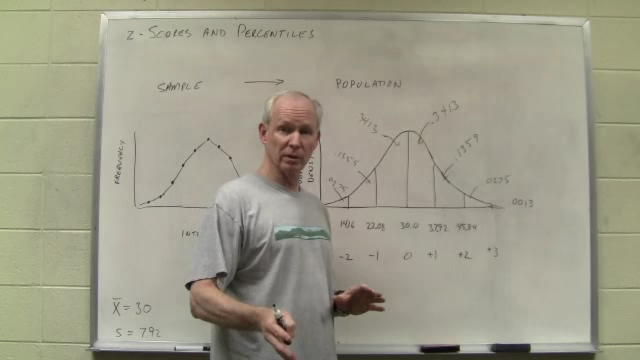 Z-SCORES AND PERCENTILES
SAMPLE → POPULATION
FREQUENCY
.3413 .3413
.1359 .1359
.0215 .0215
.0013
14.16 22.08 30.0 37.92 45.84
-2 -1 0 +1 +2 +3
X̄ = 30
S = 7.92